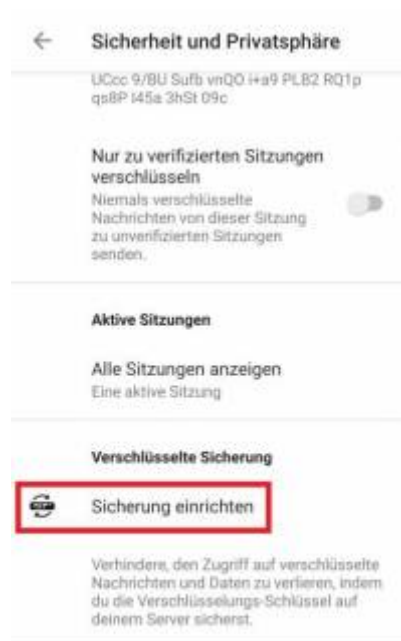 Sicherheit und Privatsphäre
UCcc 9/BU Sufb vnQO i+a9 PLB2 RQ1p
qs8P I45a 3hSt 09c
Nur zu verifizierten Sitzungen
verschlüsseln
Niemals verschlüsselte
Nachrichten von dieser Sitzung
zu unverifizierten Sitzungen
senden.
Aktive Sitzungen
Alle Sitzungen anzeigen
Eine aktive Sitzung
Verschlüsselte Sicherung
Sicherung einrichten
Verhindere, den Zugriff auf verschlüsselte
Nachrichten und Daten zu verlieren, indem
du die Verschlüsselungs-Schlüssel auf
deinem Server sicherst.